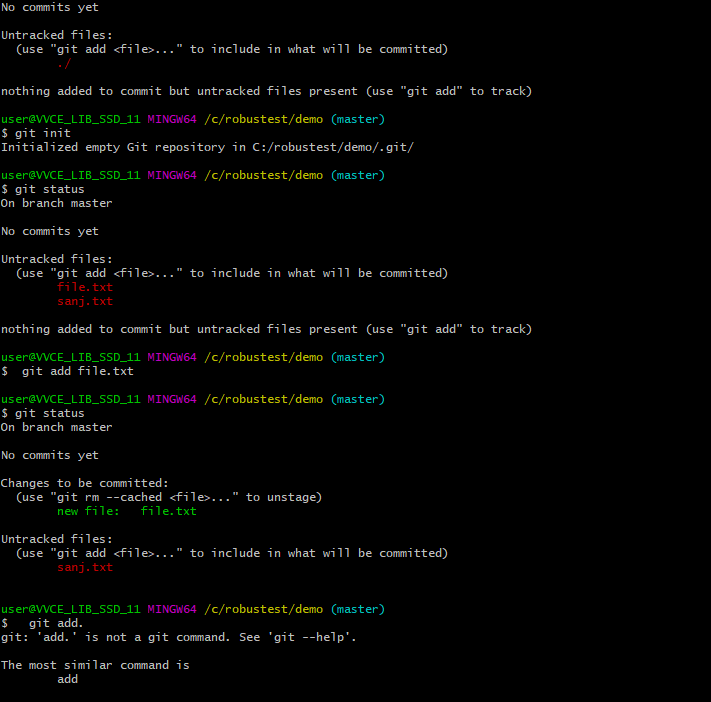 No commits yet
Untracked files:
(use "git add <file>..." to include in what will be committed)
./
nothing added to commit but untracked files present (use "git add" to track)
user@VVCE_LIB_SSD_11 MINGW64 /c/robustest/demo (master)
$ git init
Initialized empty Git repository in C:/robustest/demo/.git/
user@VVCE_LIB_SSD_11 MINGW64 /c/robustest/demo (master)
$ git status
On branch master
No commits yet
Untracked files:
(use "git add <file>..." to include in what will be committed)
file.txt
sanj.txt
nothing added to commit but untracked files present (use "git add" to track)
user@VVCE_LIB_SSD_11 MINGW64 /c/robustest/demo (master)
$  git add file.txt
user@VVCE_LIB_SSD_11 MINGW64 /c/robustest/demo (master)
$ git status
On branch master
No commits yet
Changes to be committed:
(use "git rm --cached <file>..." to unstage)
new file:   file.txt
Untracked files:
(use "git add <file>..." to include in what will be committed)
sanj.txt
user@VVCE_LIB_SSD_11 MINGW64 /c/robustest/demo (master)
$   git add.
git: 'add.' is not a git command. See 'git --help'.
The most similar command is
add